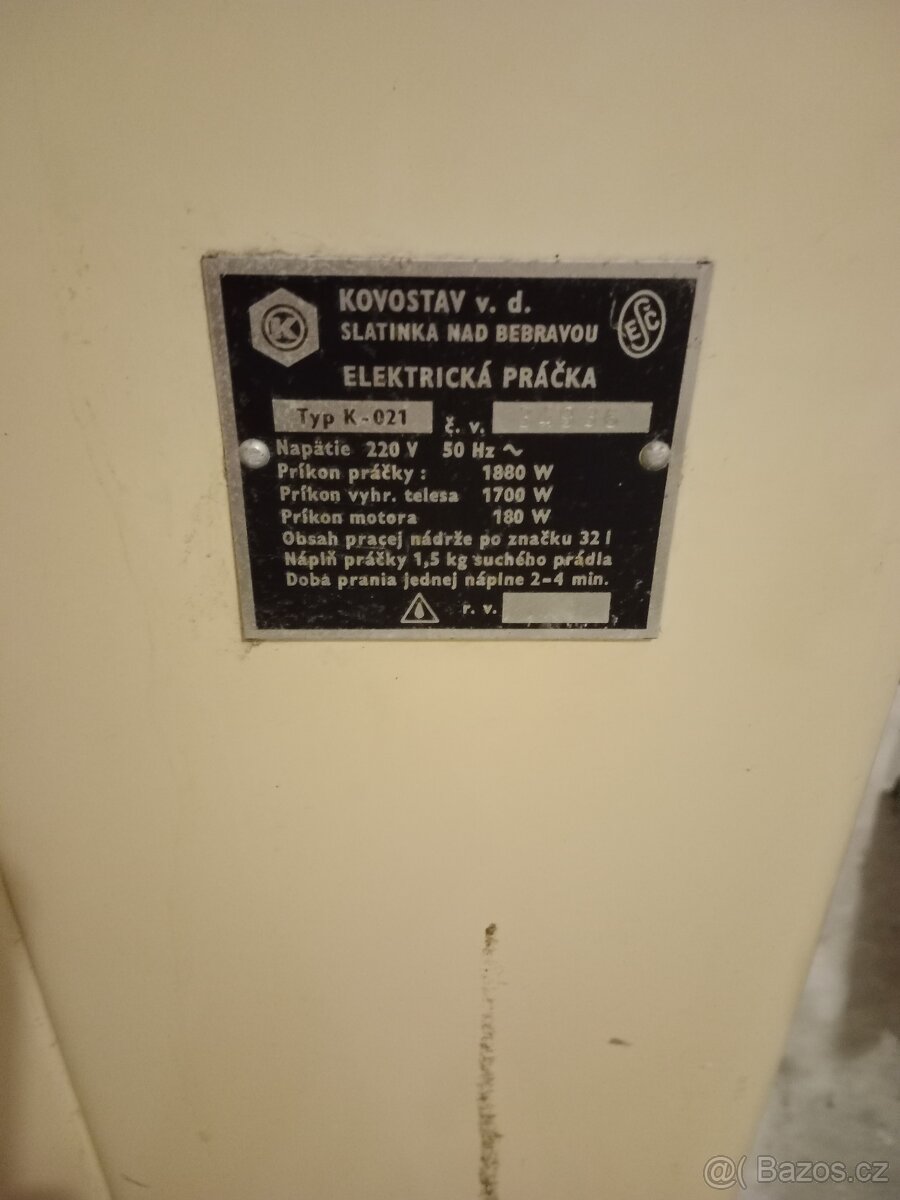 K
KOVOSTAV v. d.
SLATINKA NAD BEBRAVOU
ESČ
ELEKTRICKÁ PRÁČKA
Typ K-021 č. v.
Napätie 220 V 50 Hz ~
Príkon práčky: 1880 W
Príkon vyhr. telesa 1700 W
Príkon motora 180 W
Obsah pracej nádrže po značku 32 l
Náplň práčky 1,5 kg suchého prádla
Doba prania jednej náplne 2-4 min.
r. v.
@( Bazos.cz